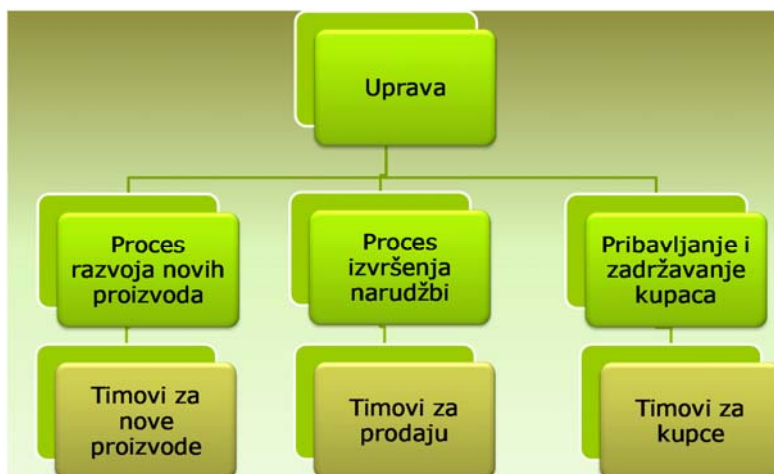 Uprava
Proces
razvoja novih
proizvoda
Proces
izvršenja
narudžbi
Pribavljanje i
zadržavanje
kupaca
Timovi za
nove
proizvode
Timovi za
prodaju
Timovi za
kupce